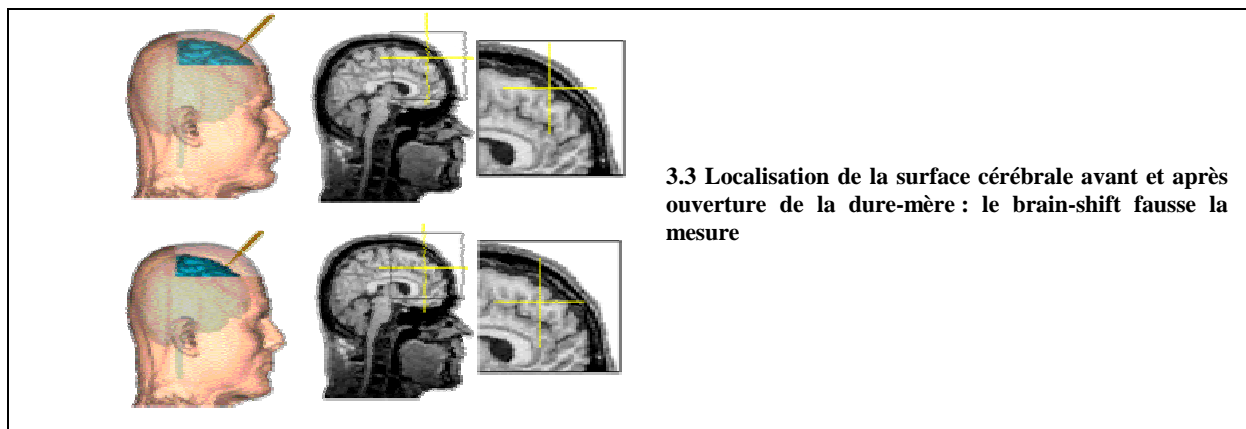 3.3 Localisation de la surface cérébrale avant et après
ouverture de la dure-mère : le brain-shift fausse la
mesure